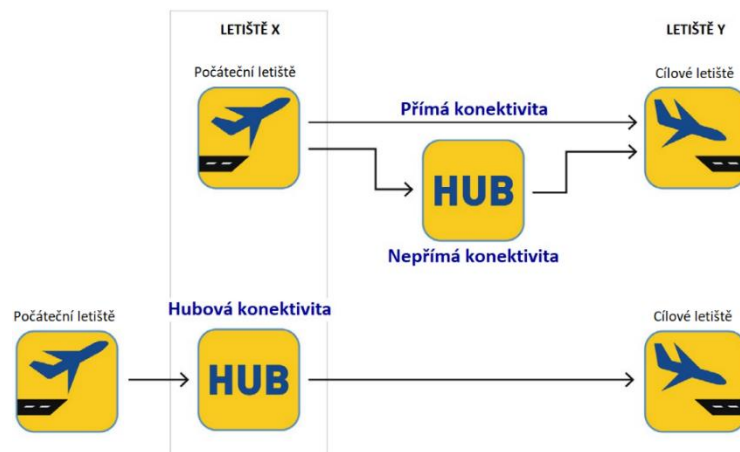 LETIŠTĚ X
LETIŠTĚ Y
Počáteční letiště
Cílové letiště
Přímá konektivita
HUB
Nepřímá konektivita
Hubová konektivita
Počáteční letiště
Cílové letiště
HUB